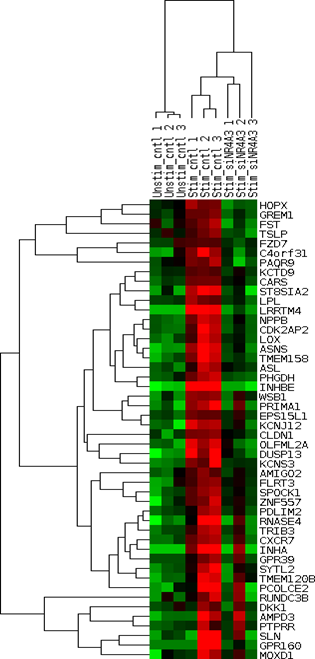 Unstim_cntl 1
Unstim_cntl 2
Unstim_cntl 3
Stim_cntl 1
Stim_cntl 2
Stim_cntl 3
Stim_siNR4A3 1
Stim_siNR4A3 2
Stim_siNR4A3 3
HOPX
GREM1
FST
TSLP
FZD7
C4orf31
PAQR9
KCTD9
CARS
ST8SIA2
LPL
LRRTM4
NPPB
CDK2AP2
LOX
ASNS
TMEM158
ASL
PHGDH
INHBE
WSB1
PRIMA1
EPS15L1
KCNJ12
CLDN1
OLFML2A
DUSP13
KCNS3
AMIGO2
FLRT3
SPOCK1
ZNF557
PDLIM2
RNASE4
TRIB3
CXCR7
INHA
GPR39
SYTL2
TMEM120B
PCOLCE2
RUNDC3B
DKK1
AMPD3
PTPRR
SLN
GPR160
MOXD1